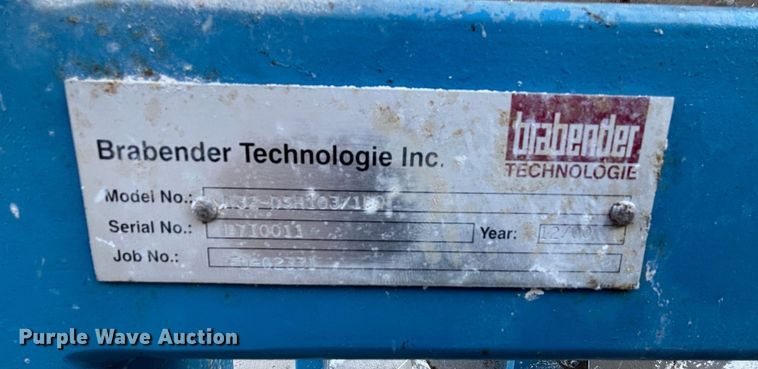 brabender
TECHNOLOGIE
Brabender Technologie Inc.
Model No.:
Serial No.: Year:
Job No.:
Purple Wave Auction